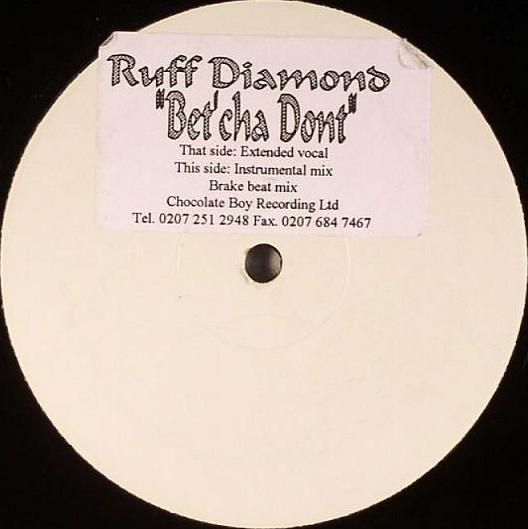 Ruff Diamond
"Bet'cha Dont"
That side: Extended vocal
This side: Instrumental mix
Brake beat mix
Chocolate Boy Recording Ltd
Tel. 0207 251 2948 Fax. 0207 684 7467